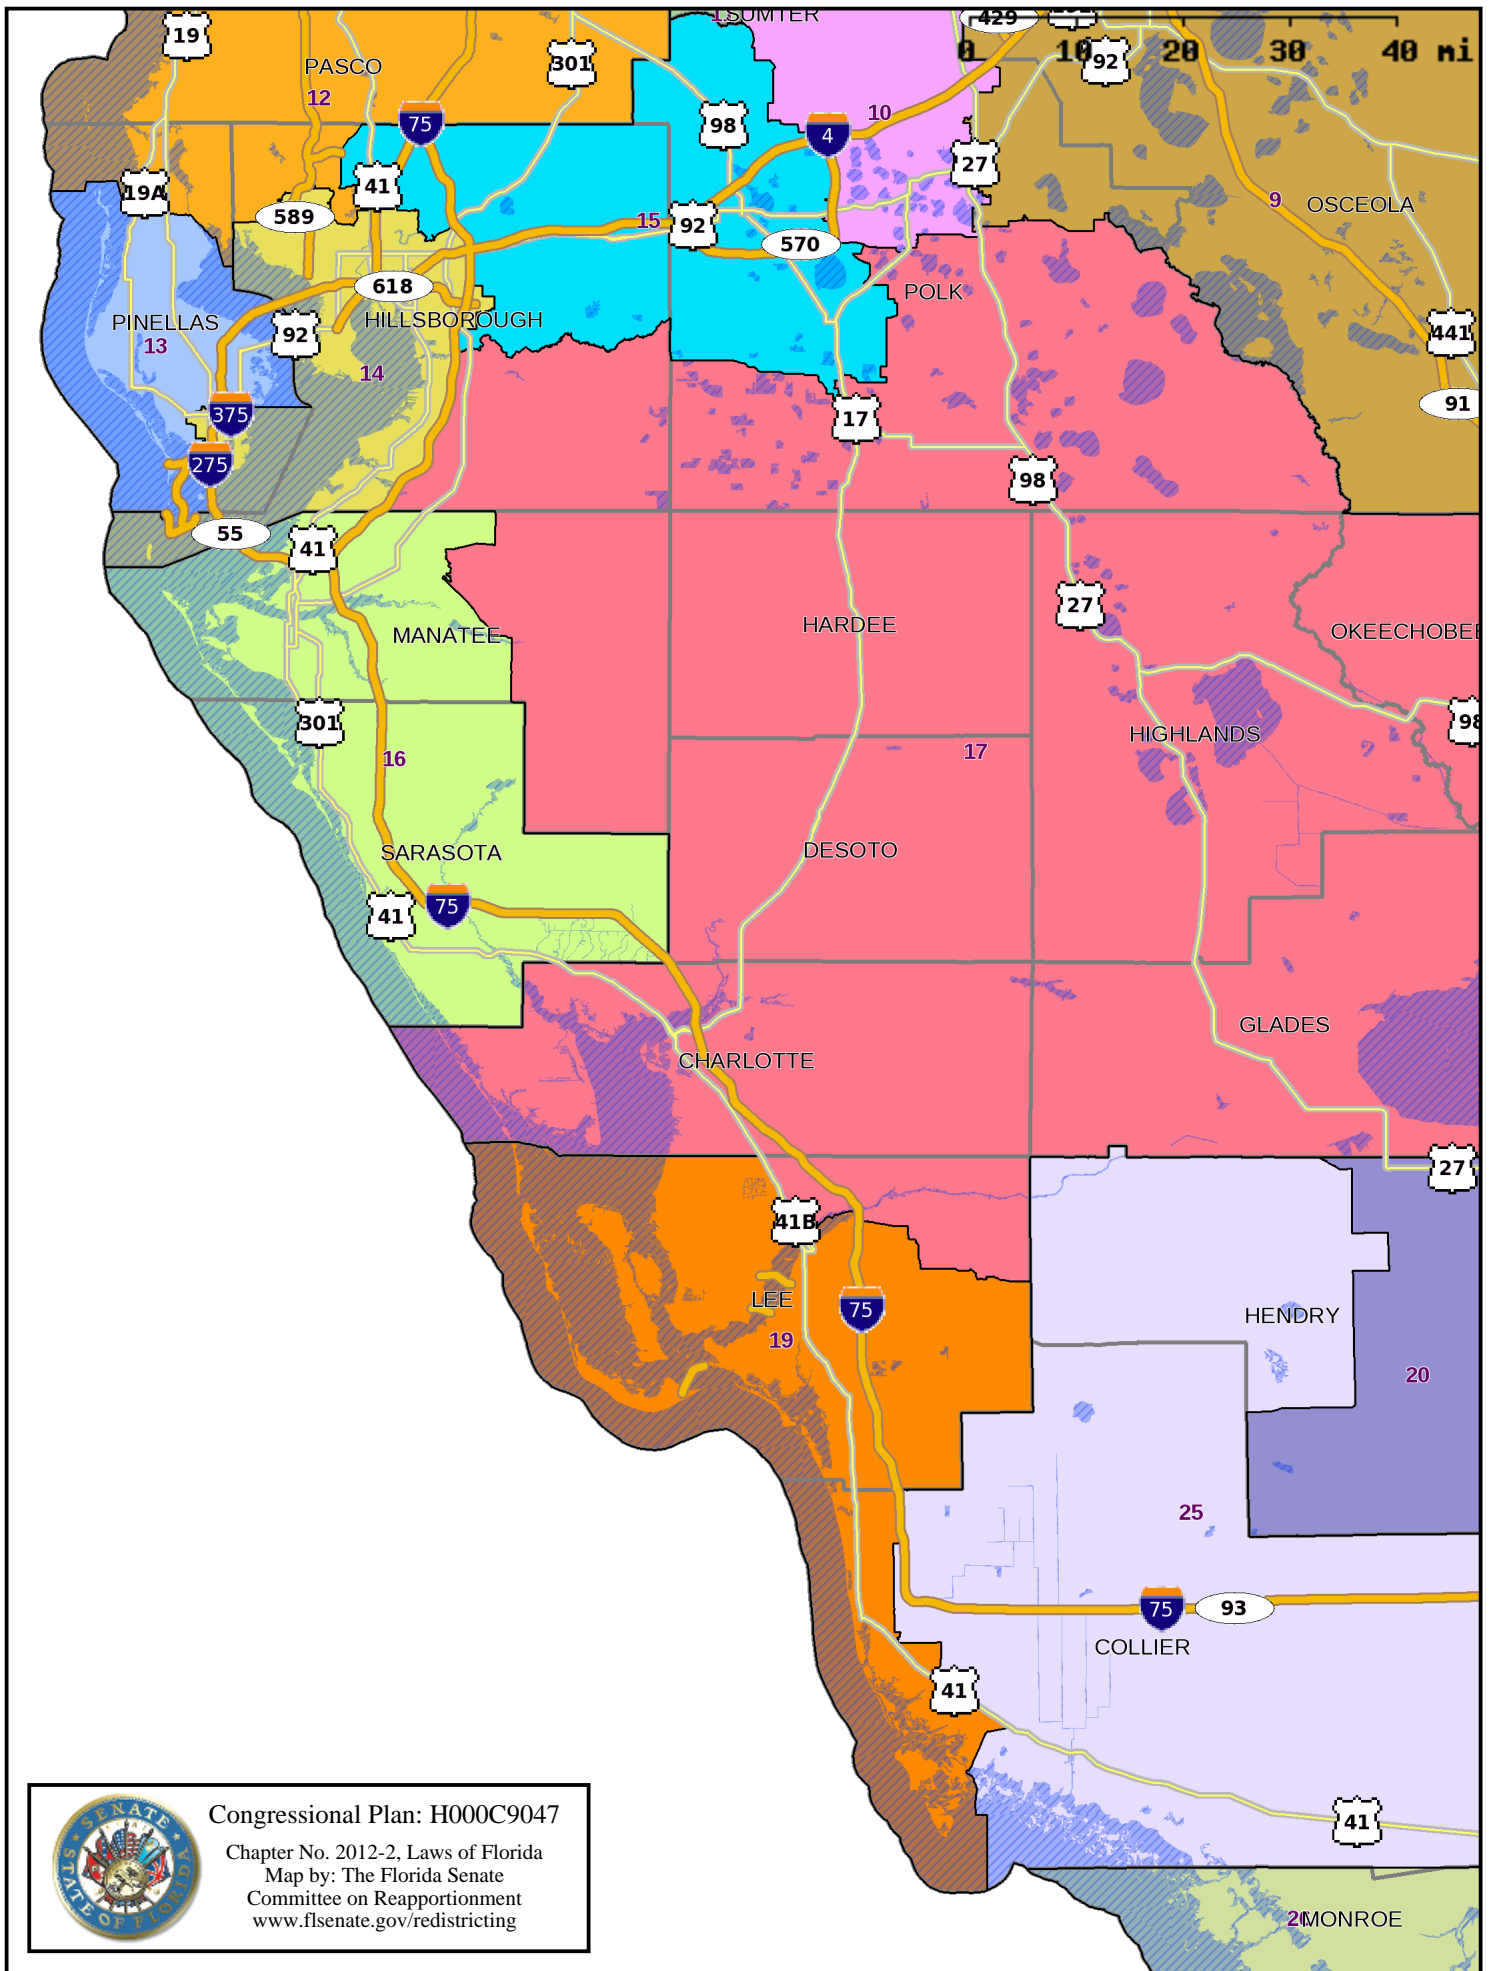 SUMTER
429
0 10 20 30 40 mi
19
PASCO
301
92
12
98
10
75
4
27
19A
41
589
15
92
9
OSCEOLA
570
618
POLK
PINELLAS
92
HILLSBOROUGH
441
13
14
375
17
91
275
98
55
41
27
HARDEE
MANATEE
OKEECHOBEE
301
98
HIGHLANDS
16
17
SARASOTA
DESOTO
75
41
GLADES
CHARLOTTE
27
41B
LEE
75
HENDRY
19
20
25
75
93
COLLIER
41
41
MONROE
SENATE
STATE OF FLORIDA
Congressional Plan: H000C9047
Chapter No. 2012-2, Laws of Florida
Map by: The Florida Senate
Committee on Reapportionment
www.flsenate.gov/redistricting